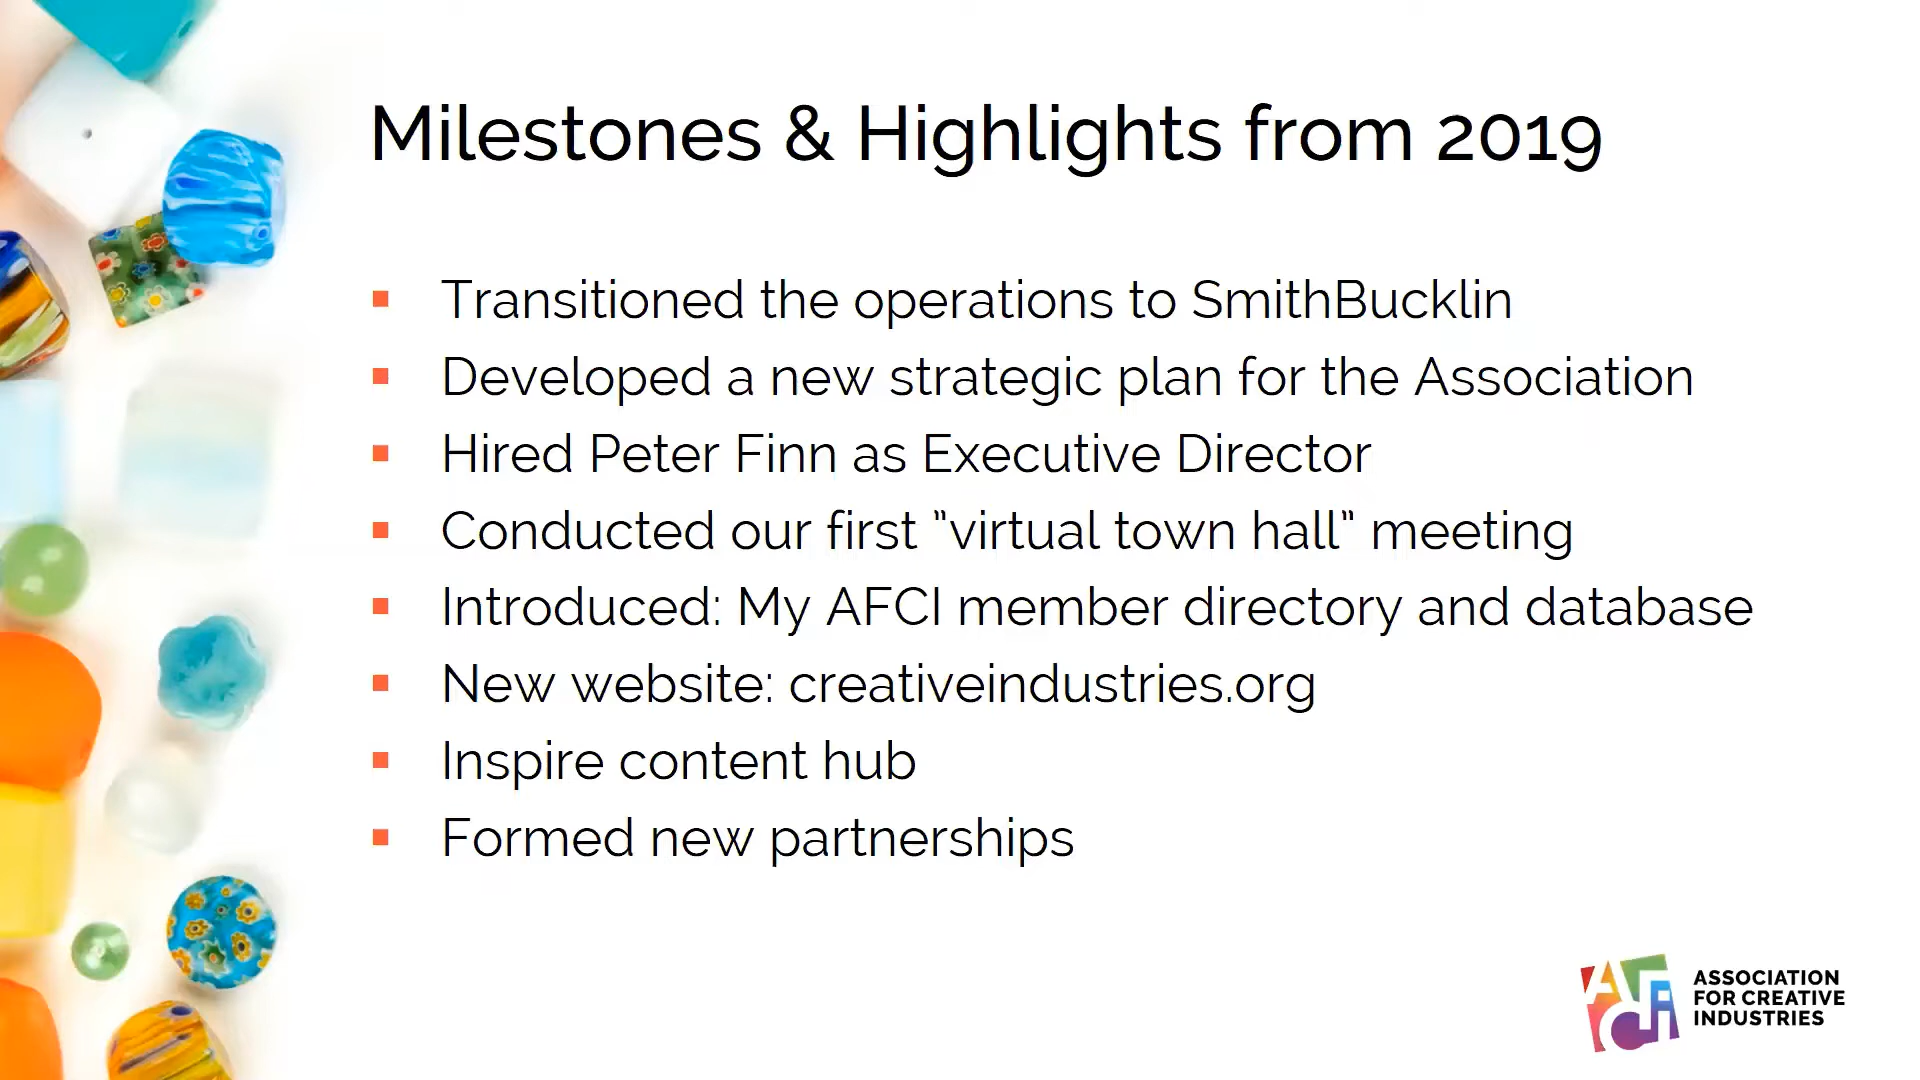 Milestones & Highlights from 2019
▪ Transitioned the operations to SmithBucklin
▪ Developed a new strategic plan for the Association
▪ Hired Peter Finn as Executive Director
▪ Conducted our first ”virtual town hall” meeting
▪ Introduced: My AFCI member directory and database
▪ New website: creativeindustries.org
▪ Inspire content hub
▪ Formed new partnerships
AFCI
ASSOCIATION
FOR CREATIVE
INDUSTRIES